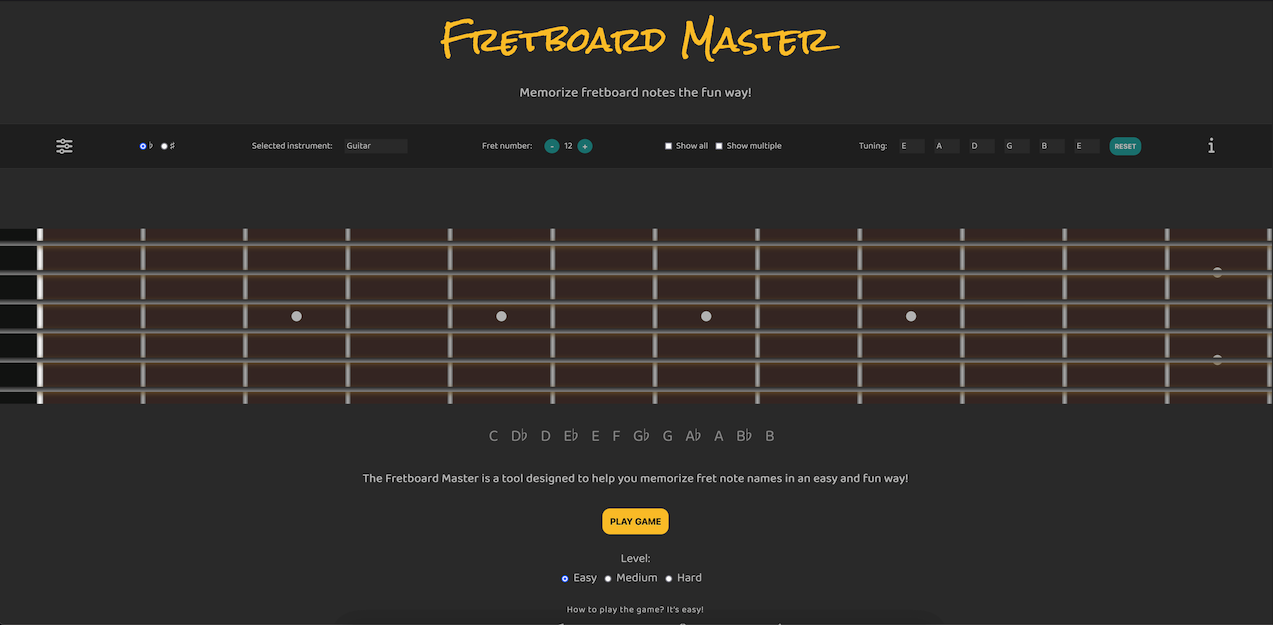 Fretboard Master
Memorize fretboard notes the fun way!
♭ ♯ Selected instrument: Guitar Fret number: - 12 + Show all Show multiple Tuning: E A D G B E RESET i
C D♭ D E♭ E F G♭ G A♭ A B♭ B
The Fretboard Master is a tool designed to help you memorize fret note names in an easy and fun way!
PLAY GAME
Level:
Easy Medium Hard
How to play the game? It's easy!